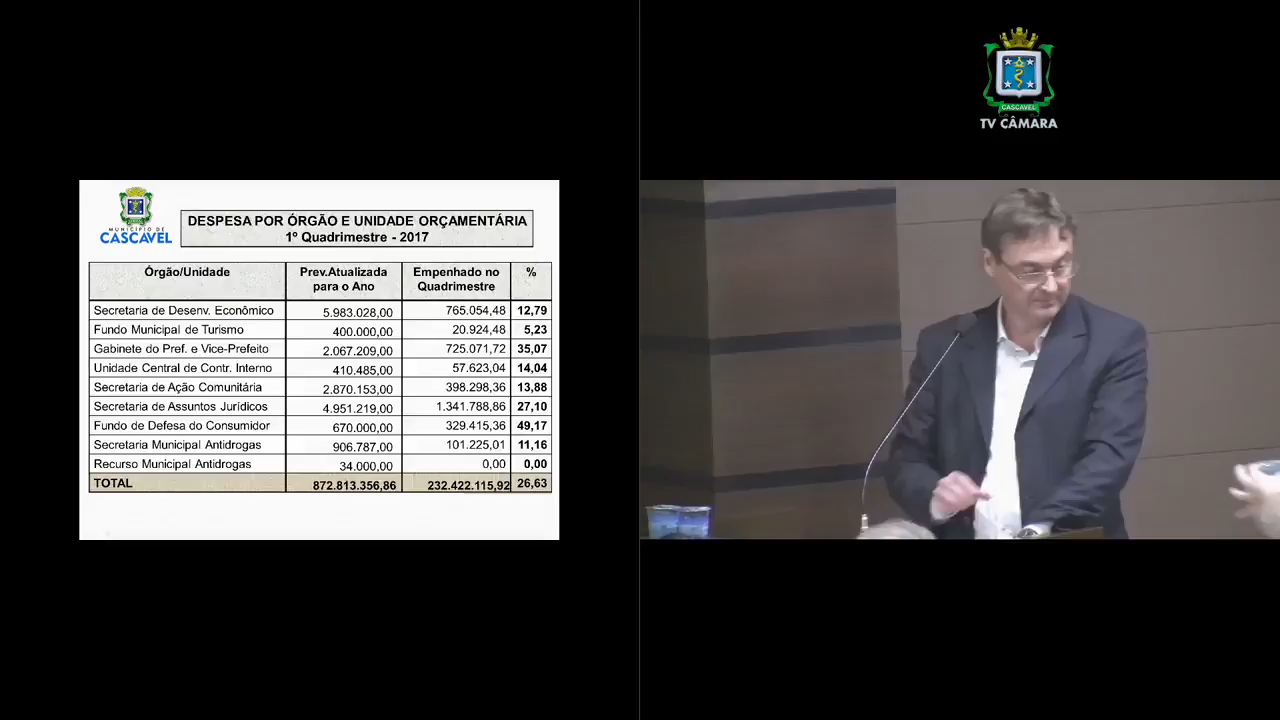 MUNICÍPIO DE
CASCAVEL
DESPESA POR ÓRGÃO E UNIDADE ORÇAMENTÁRIA
1º Quadrimestre - 2017
Órgão/Unidade Prev.Atualizada para o Ano Empenhado no Quadrimestre %
Secretaria de Desenv. Econômico 5.983.028,00 765.054,48 12,79
Fundo Municipal de Turismo 400.000,00 20.924,48 5,23
Gabinete do Pref. e Vice-Prefeito 2.067.209,00 725.071,72 35,07
Unidade Central de Contr. Interno 410.485,00 57.623,04 14,04
Secretaria de Ação Comunitária 2.870.153,00 398.298,36 13,88
Secretaria de Assuntos Jurídicos 4.951.219,00 1.341.788,86 27,10
Fundo de Defesa do Consumidor 670.000,00 329.415,36 49,17
Secretaria Municipal Antidrogas 906.787,00 101.225,01 11,16
Recurso Municipal Antidrogas 34.000,00 0,00 0,00
TOTAL 872.813.356,86 232.422.115,92 26,63
CASCAVEL
TV CÂMARA